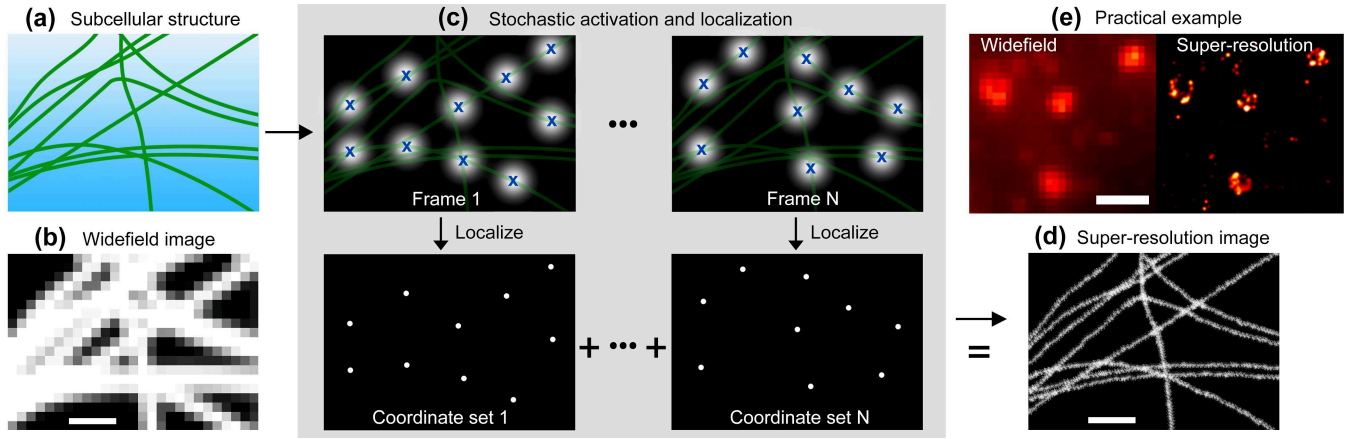 (a) Subcellular structure
(b) Widefield image
(c) Stochastic activation and localization
x x x x x x x x x x x
Frame 1
x x x x x x x x x x
Frame N
•••
Localize
Localize
Coordinate set 1
+ ••• +
Coordinate set N
=
(e) Practical example
Widefield
Super-resolution
(d) Super-resolution image